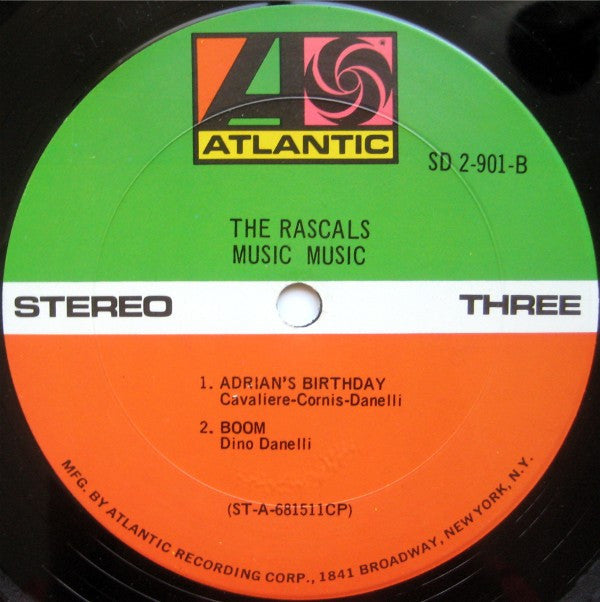 ATLANTIC
SD 2-901-B
THE RASCALS
MUSIC MUSIC
STEREO THREE
1. ADRIAN'S BIRTHDAY
Cavaliere-Cornis-Danelli
2. BOOM
Dino Danelli
(ST-A-681511CP)
MFG. BY ATLANTIC RECORDING CORP., 1841 BROADWAY, NEW YORK, N.Y.